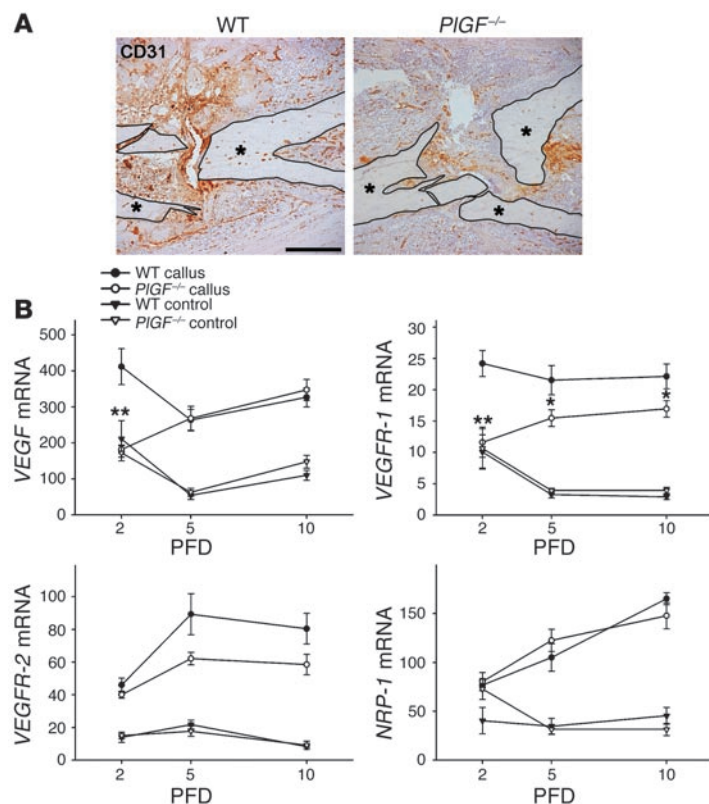 A
WT
PlGF–/–
CD31
*
*
*
*
*
WT callus
PlGF–/– callus
WT control
PlGF–/– control
B
VEGF mRNA
500
400
300
200
100
0
**
2
5
10
PFD
VEGFR-1 mRNA
30
25
20
15
10
5
0
**
*
*
2
5
10
PFD
VEGFR-2 mRNA
100
80
60
40
20
0
2
5
10
PFD
NRP-1 mRNA
150
100
50
0
2
5
10
PFD